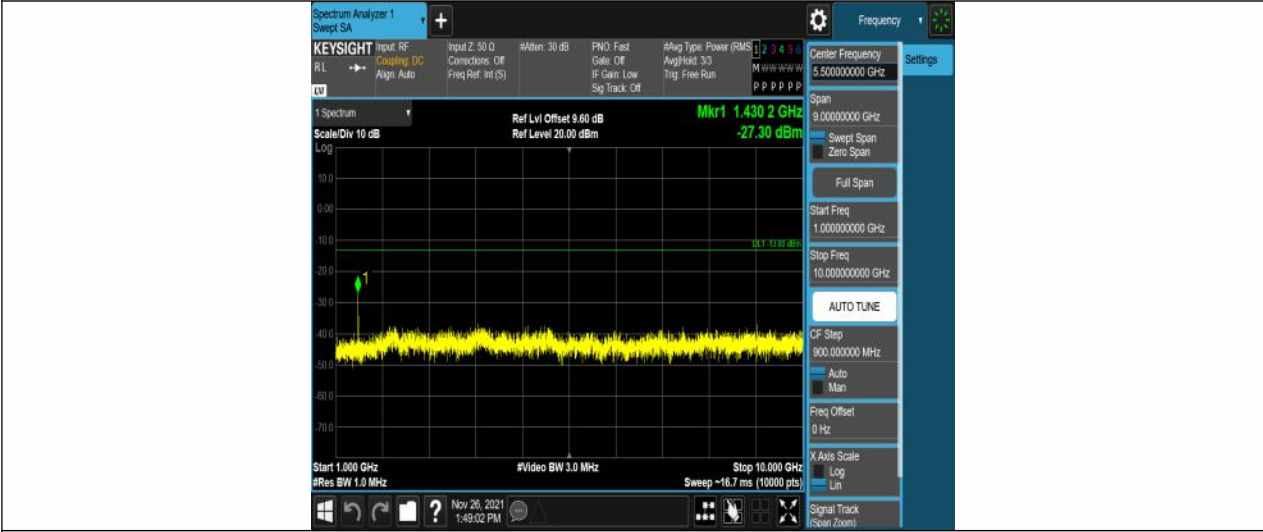 Spectrum Analyzer 1
Swept SA
+
Frequency
KEYSIGHT
RL
Input: RF
Coupling: DC
Align: Auto
Input Z: 50 Ω
Corrections: Off
Freq Ref: Int (S)
#Atten: 30 dB
PNO: Fast
Gate: Off
IF Gain: Low
Sig Track: Off
#Avg Type: Power (RMS
Avg|Hold: 3/3
Trig: Free Run
1 2 3 4 5 6
M W W W W W
P P P P P P
1 Spectrum
Scale/Div 10 dB
Log
Ref Lvl Offset 9.60 dB
Ref Level 20.00 dBm
Mkr1 1.430 2 GHz
-27.30 dBm
10.0
0.00
-10.0
DL1 -13.00 dBm
-20.0
1
-30.0
-40.0
-50.0
-60.0
-70.0
Start 1.000 GHz
#Res BW 1.0 MHz
#Video BW 3.0 MHz
Stop 10.000 GHz
Sweep ~16.7 ms (10000 pts)
?
Nov 26, 2021
1:49:02 PM
Center Frequency
5.500000000 GHz
Settings
Span
9.00000000 GHz
Swept Span
Zero Span
Full Span
Start Freq
1.000000000 GHz
Stop Freq
10.000000000 GHz
AUTO TUNE
CF Step
900.000000 MHz
Auto
Man
Freq Offset
0 Hz
X Axis Scale
Log
Lin
Signal Track
(Span Zoom)